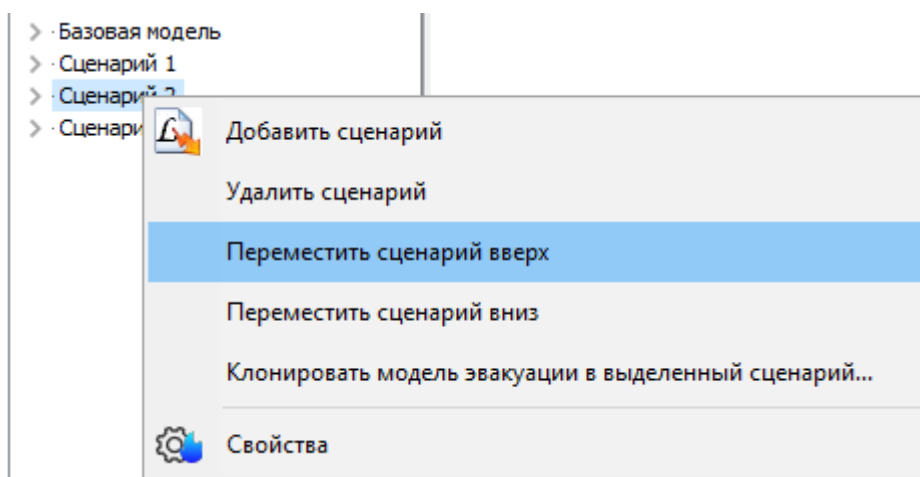 Базовая модель
Сценарий 1
Сценарий 2
Добавить сценарий
Удалить сценарий
Переместить сценарий вверх
Переместить сценарий вниз
Клонировать модель эвакуации в выделенный сценарий...
Свойства